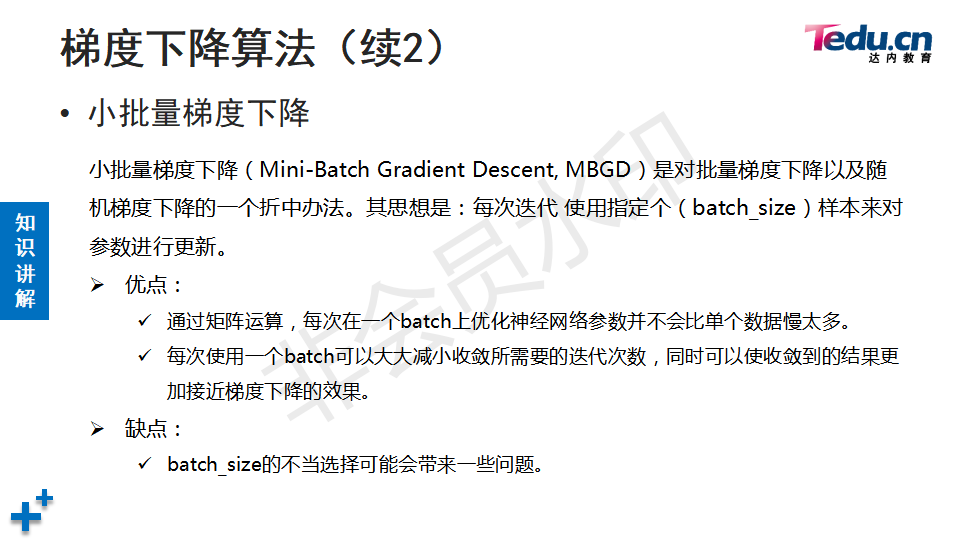 梯度下降算法（续2）
Tedu.cn
达内教育
• 小批量梯度下降
小批量梯度下降（Mini-Batch Gradient Descent, MBGD）是对批量梯度下降以及随
机梯度下降的一个折中办法。其思想是：每次迭代 使用指定个（batch_size）样本来对
参数进行更新。
知
识
讲
解
➢ 优点：
✓ 通过矩阵运算，每次在一个batch上优化神经网络参数并不会比单个数据慢太多。
✓ 每次使用一个batch可以大大减小收敛所需要的迭代次数，同时可以使收敛到的结果更
加接近梯度下降的效果。
➢ 缺点：
✓ batch_size的不当选择可能会带来一些问题。
非会员水印